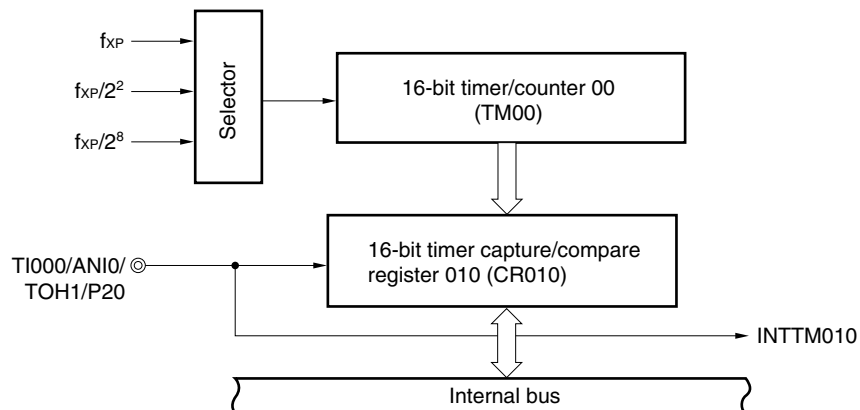 fXP
fXP/2²
fXP/2⁸
Selector
16-bit timer/counter 00
(TM00)
16-bit timer capture/compare
register 010 (CR010)
TI000/ANI0/
TOH1/P20
INTTM010
Internal bus